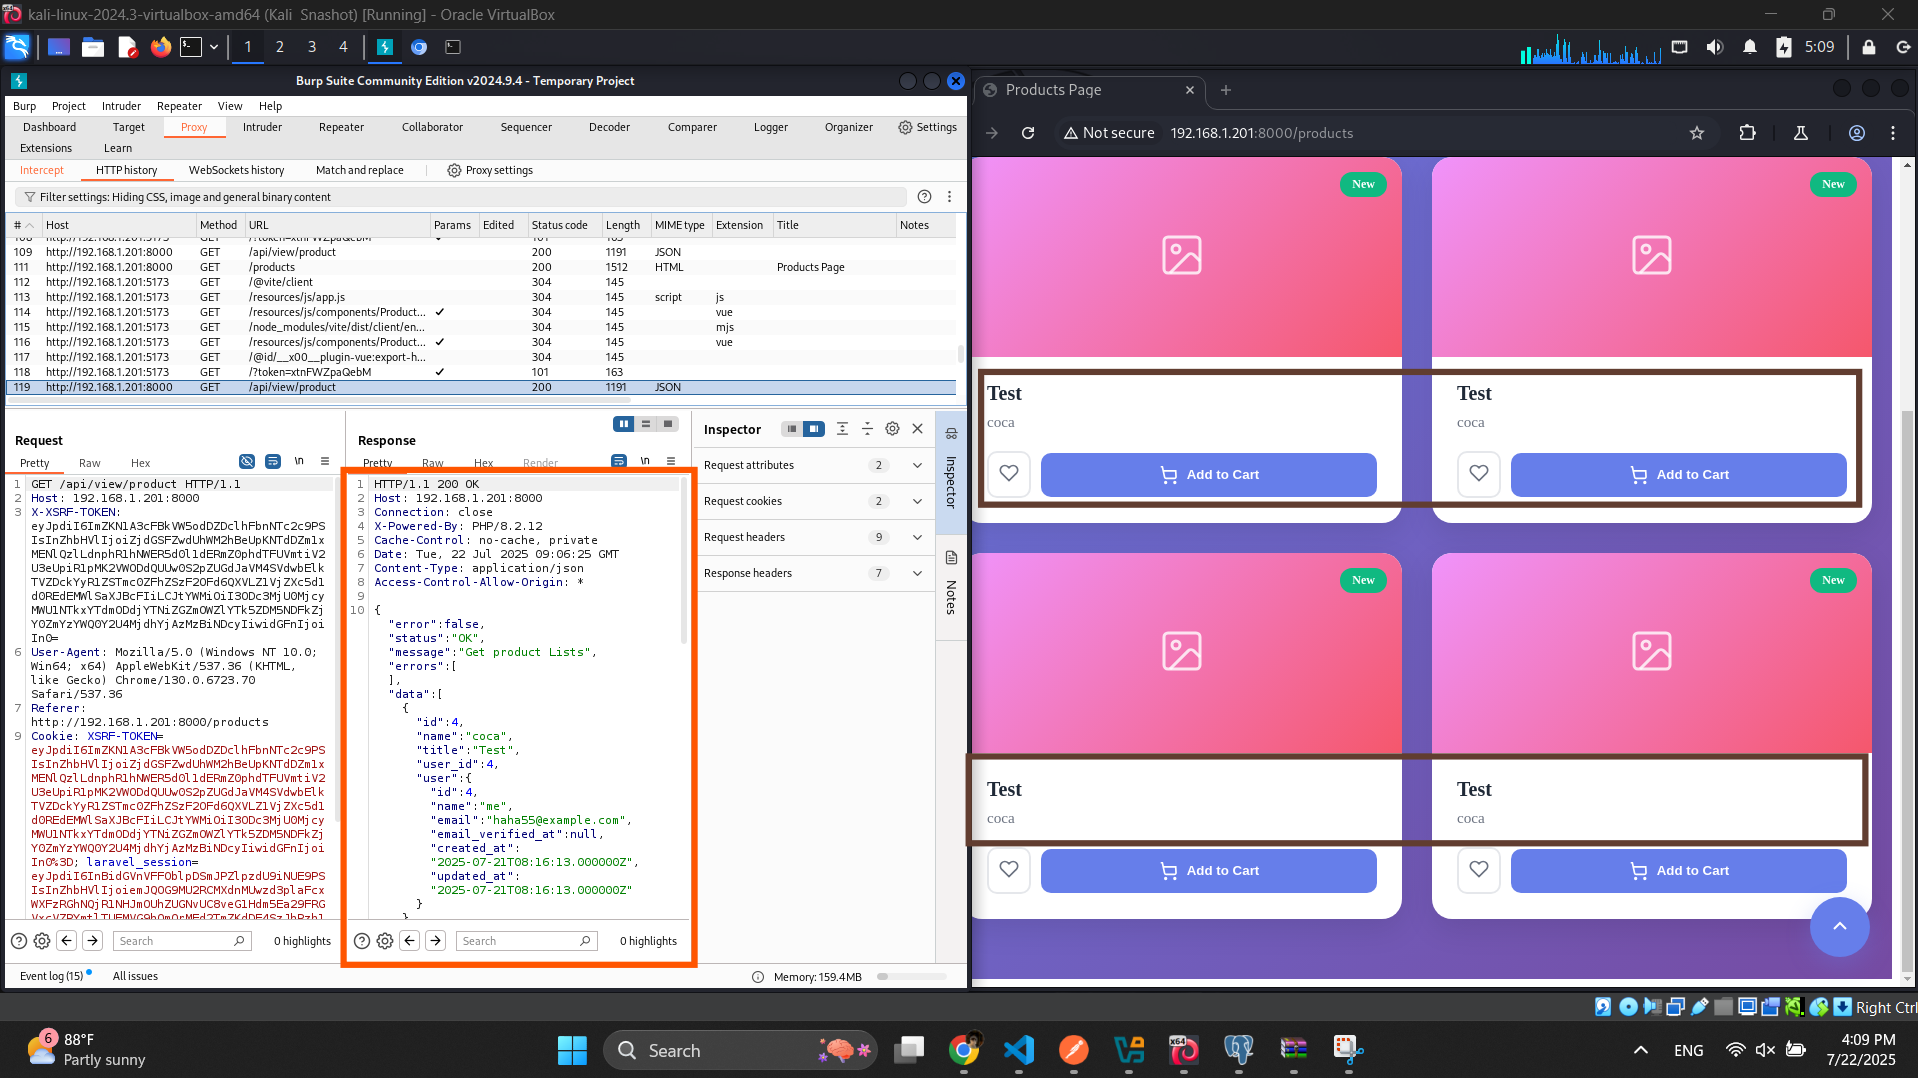 kali-linux-2024.3-virtualbox-amd64 (Kali Snashot) [Running] - Oracle VirtualBox
1 2 3 4
5:09
Burp Suite Community Edition v2024.9.4 - Temporary Project
Burp Project Intruder Repeater View Help
Dashboard Target Proxy Intruder Repeater Collaborator Sequencer Decoder Comparer Logger Organizer Settings
Extensions Learn
Intercept HTTP history WebSockets history Match and replace Proxy settings
Filter settings: Hiding CSS, image and general binary content
# Host Method URL Params Edited Status code Length MIME type Extension Title Notes
108 http://192.168.1.201:5173 GET /?token=xtnFWZpaQebM ✓ 101 163
109 http://192.168.1.201:8000 GET /api/view/product 200 1191 JSON
111 http://192.168.1.201:8000 GET /products 200 1512 HTML Products Page
112 http://192.168.1.201:5173 GET /@vite/client 304 145
113 http://192.168.1.201:5173 GET /resources/js/app.js 304 145 script js
114 http://192.168.1.201:5173 GET /resources/js/components/Product... ✓ 304 145 vue
115 http://192.168.1.201:5173 GET /node_modules/vite/dist/client/en... 304 145 mjs
116 http://192.168.1.201:5173 GET /resources/js/components/Product... ✓ 304 145 vue
117 http://192.168.1.201:5173 GET /@id/__x00__plugin-vue:export-h... 304 145
118 http://192.168.1.201:5173 GET /?token=xtnFWZpaQebM ✓ 101 163
119 http://192.168.1.201:8000 GET /api/view/product 200 1191 JSON
Request
Pretty Raw Hex \n
1 GET /api/view/product HTTP/1.1
2 Host: 192.168.1.201:8000
3 X-XSRF-TOKEN:
6 User-Agent: Mozilla/5.0 (Windows NT 10.0;
Win64; x64) AppleWebKit/537.36 (KHTML,
like Gecko) Chrome/130.0.6723.70
Safari/537.36
7 Referer:
http://192.168.1.201:8000/products
9 Cookie: XSRF-TOKEN=
In0%3D; laravel_session=
Search 0 highlights
Response
Pretty Raw Hex Render \n
1 HTTP/1.1 200 OK
2 Host: 192.168.1.201:8000
3 Connection: close
4 X-Powered-By: PHP/8.2.12
5 Cache-Control: no-cache, private
6 Date: Tue, 22 Jul 2025 09:06:25 GMT
7 Content-Type: application/json
8 Access-Control-Allow-Origin: *
9
10 {
"error":false,
"status":"OK",
"message":"Get product Lists",
"errors":[
],
"data":[
{
"id":4,
"name":"coca",
"title":"Test",
"user_id":4,
"user":{
"id":4,
"name":"me",
"email":"haha55@example.com",
"email_verified_at":null,
"created_at":
"2025-07-21T08:16:13.000000Z",
"updated_at":
"2025-07-21T08:16:13.000000Z"
}
}
Search 0 highlights
Inspector
Request attributes 2
Request cookies 2
Request headers 9
Response headers 7
Inspector
Notes
Event log (15) All issues
Memory: 159.4MB
Products Page
Not secure 192.168.1.201:8000/products
New
New
Test
coca
Add to Cart
Test
coca
Add to Cart
New
New
Test
coca
Add to Cart
Test
coca
Add to Cart
Right Ctrl
6
88°F
Partly sunny
Search
x64
ENG
4:09 PM
7/22/2025